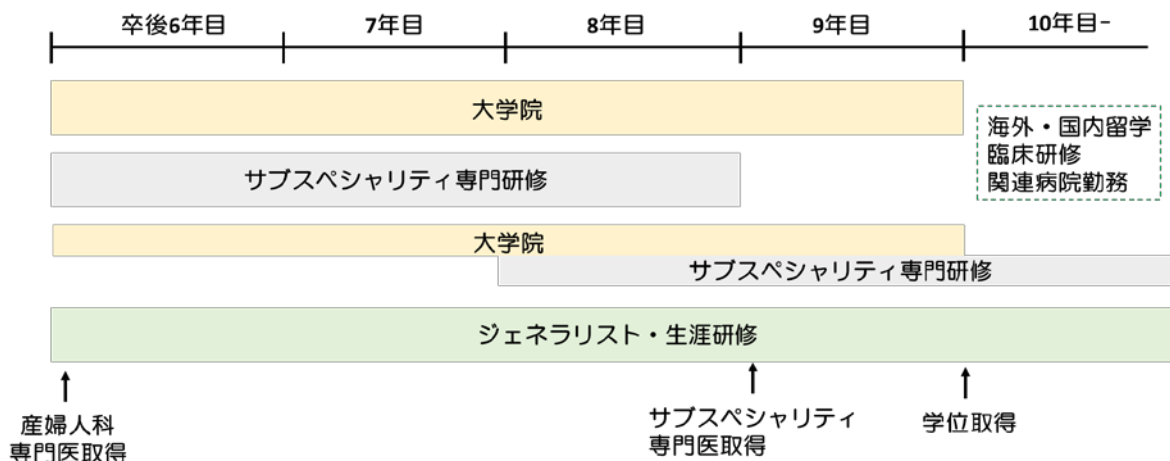 卒後6年目
7年目
8年目
9年目
10年目-
大学院
海外・国内留学
臨床研修
関連病院勤務
サブスペシャリティ専門研修
大学院
サブスペシャリティ専門研修
ジェネラリスト・生涯研修
産婦人科
専門医取得
サブスペシャリティ
専門医取得
学位取得